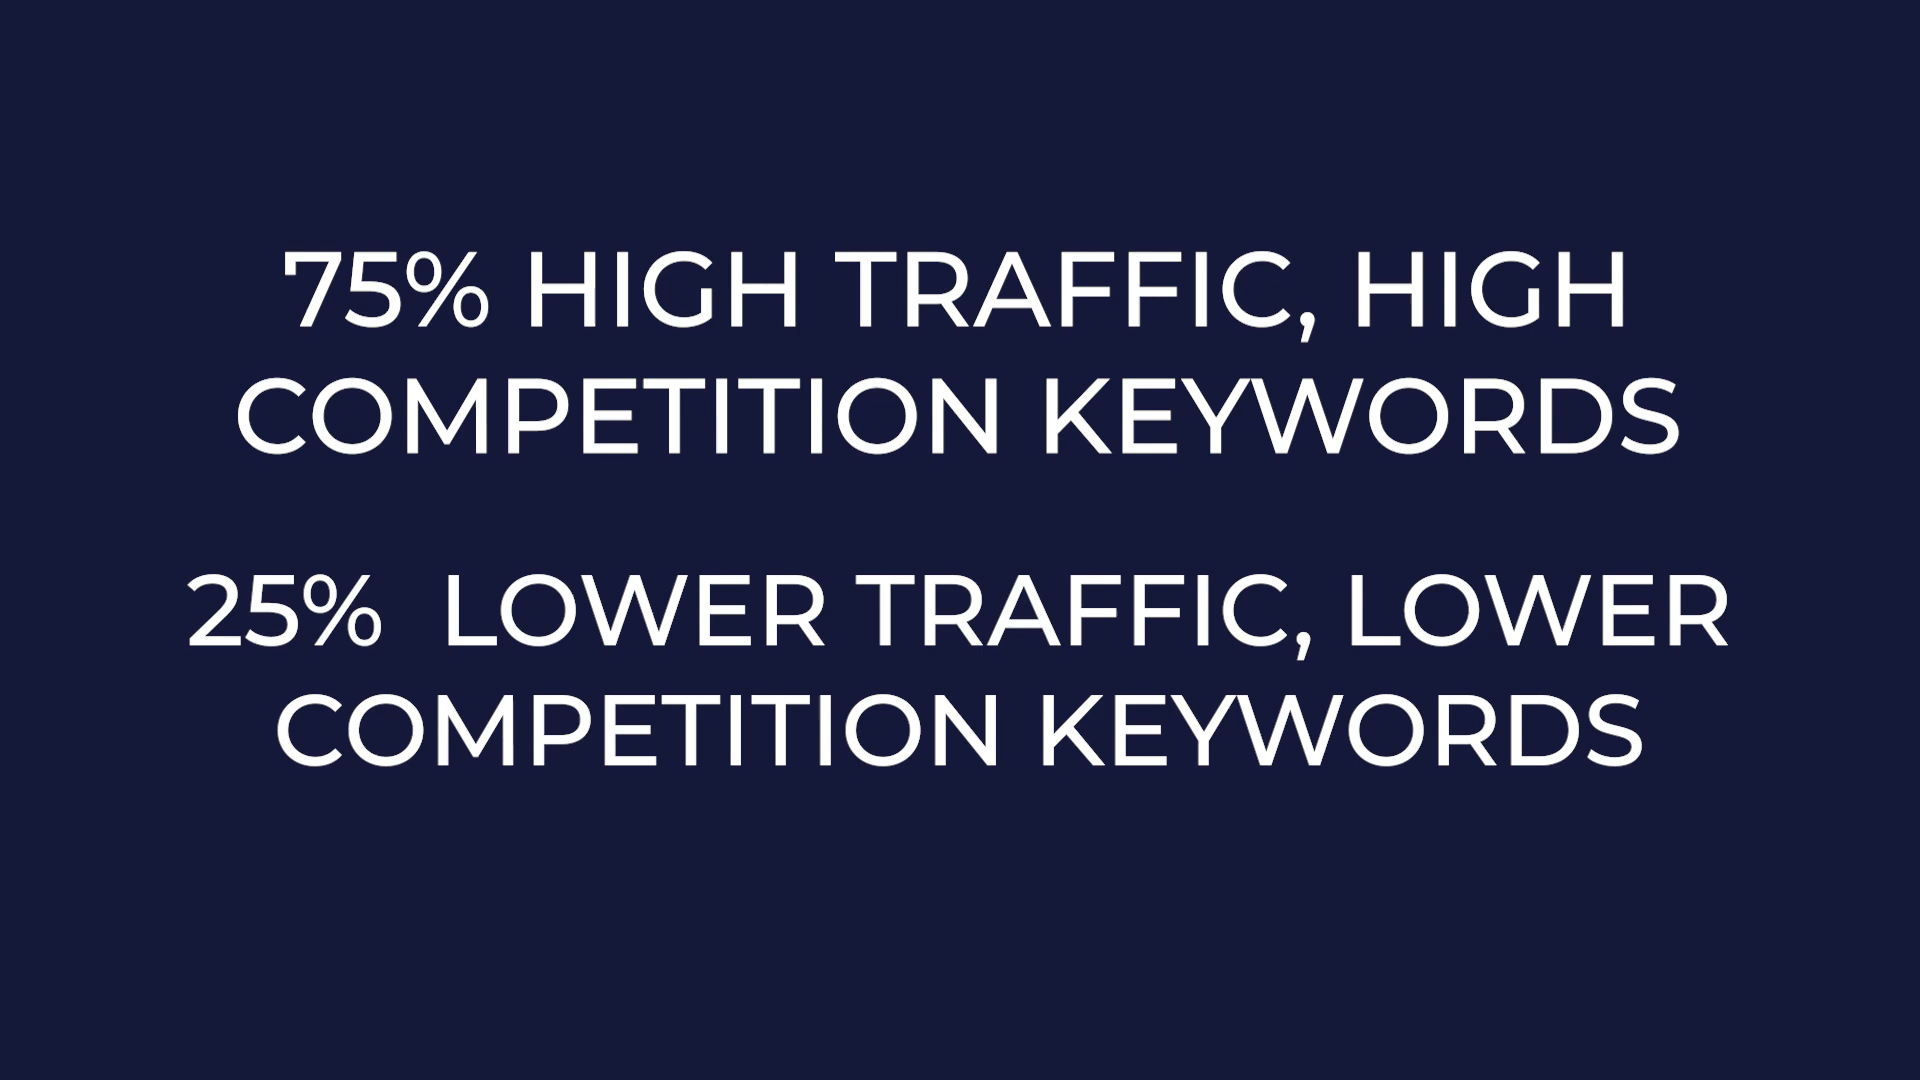 75% HIGH TRAFFIC, HIGH
COMPETITION KEYWORDS
25%  LOWER TRAFFIC, LOWER
COMPETITION KEYWORDS